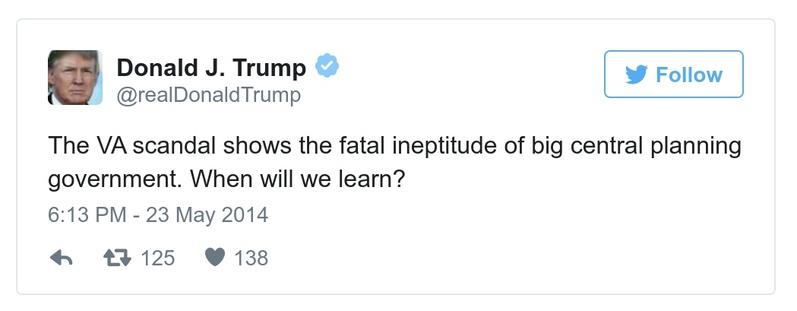 Donald J. Trump
@realDonaldTrump
Follow
The VA scandal shows the fatal ineptitude of big central planning
government. When will we learn?
6:13 PM - 23 May 2014
125 138